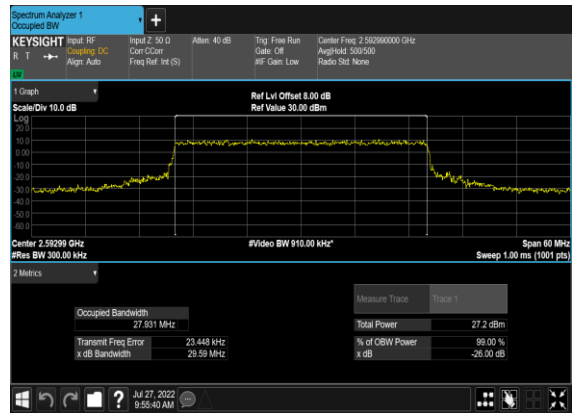 Spectrum Analyzer 1
Occupied BW
KEYSIGHT
R T
Input: RF
Coupling: DC
Align: Auto
Input Z: 50 Ω
Corr CCorr
Freq Ref: Int (S)
Atten: 40 dB
Trig: Free Run
Gate: Off
#IF Gain: Low
Center Freq: 2.592990000 GHz
Avg|Hold: 500/500
Radio Std: None
1 Graph
Scale/Div 10.0 dB
Ref Lvl Offset 8.00 dB
Ref Value 30.00 dBm
Log
20.0
10.0
0.00
-10.0
-20.0
-30.0
-40.0
-50.0
-60.0
Center 2.59299 GHz
#Res BW 300.00 kHz
#Video BW 910.00 kHz*
Span 60 MHz
Sweep 1.00 ms (1001 pts)
2 Metrics
Measure Trace
Trace 1
Occupied Bandwidth
27.931 MHz
Total Power
27.2 dBm
Transmit Freq Error
23.448 kHz
% of OBW Power
99.00 %
x dB Bandwidth
29.59 MHz
x dB
-26.00 dB
?
Jul 27, 2022
9:55:40 AM